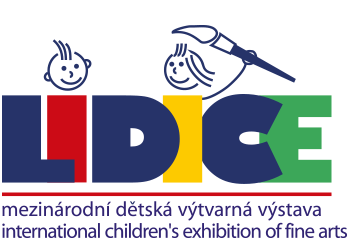 LIDICE
mezinárodní dětská výtvarná výstava
international children's exhibition of fine arts